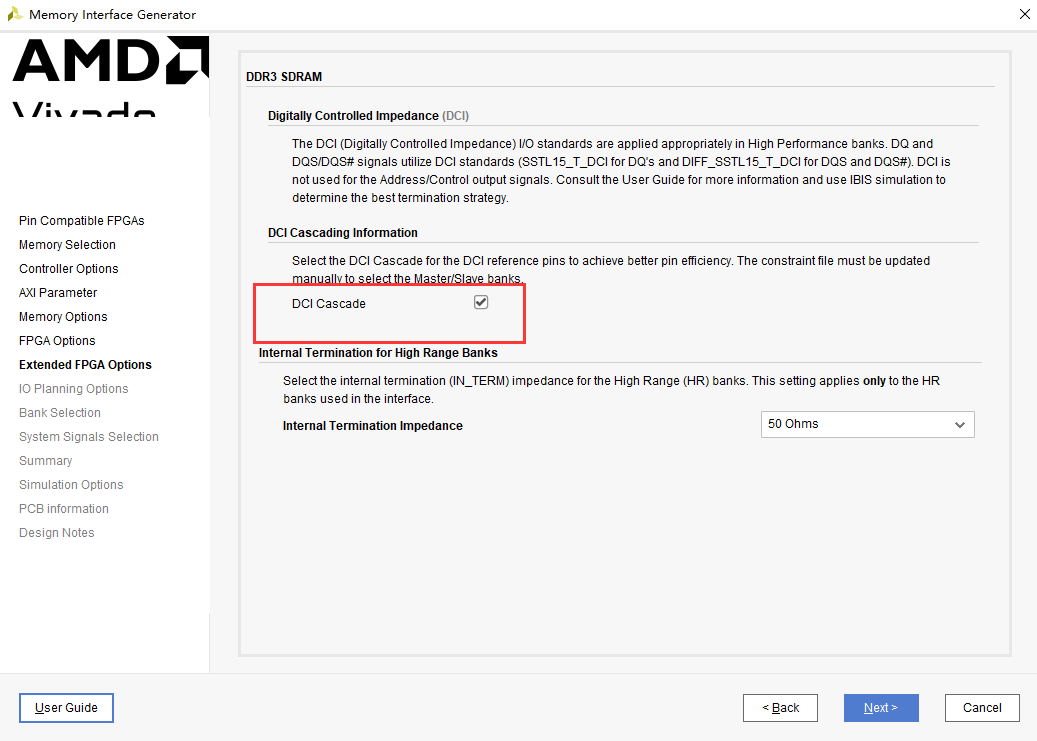 Memory Interface Generator
AMD
Vivado
Pin Compatible FPGAs
Memory Selection
Controller Options
AXI Parameter
Memory Options
FPGA Options
Extended FPGA Options
IO Planning Options
Bank Selection
System Signals Selection
Summary
Simulation Options
PCB information
Design Notes
DDR3 SDRAM
Digitally Controlled Impedance (DCI)
The DCI (Digitally Controlled Impedance) I/O standards are applied appropriately in High Performance banks. DQ and
DQS/DQS# signals utilize DCI standards (SSTL15_T_DCI for DQ's and DIFF_SSTL15_T_DCI for DQS and DQS#). DCI is
not used for the Address/Control output signals. Consult the User Guide for more information and use IBIS simulation to
determine the best termination strategy.
DCI Cascading Information
Select the DCI Cascade for the DCI reference pins to achieve better pin efficiency. The constraint file must be updated
manually to select the Master/Slave banks.
DCI Cascade
Internal Termination for High Range Banks
Select the internal termination (IN_TERM) impedance for the High Range (HR) banks. This setting applies only to the HR
banks used in the interface.
Internal Termination Impedance
50 Ohms
User Guide
< Back
Next >
Cancel